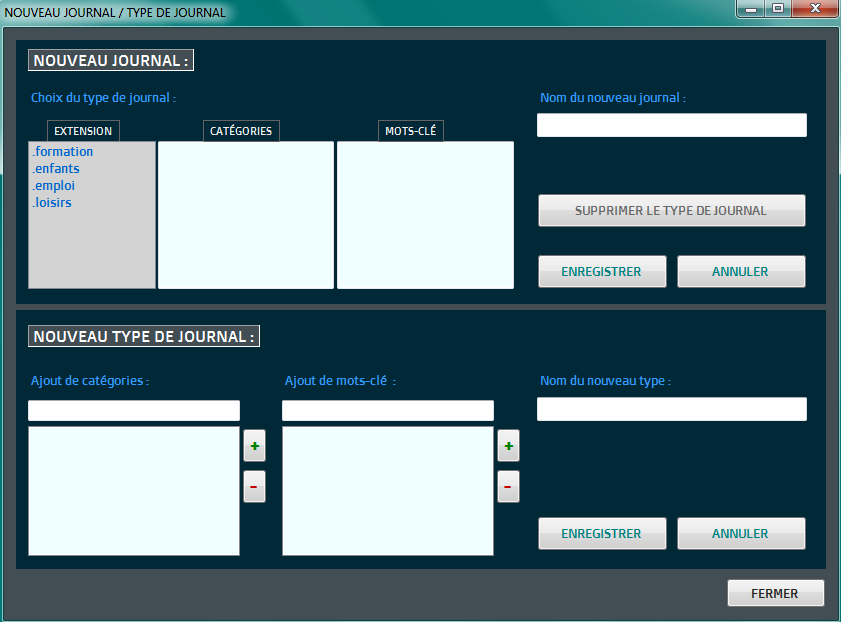 NOUVEAU JOURNAL / TYPE DE JOURNAL
NOUVEAU JOURNAL :
Choix du type de journal :
Nom du nouveau journal :
EXTENSION
CATÉGORIES
MOTS-CLÉ
.formation
.enfants
.emploi
.loisirs
SUPPRIMER LE TYPE DE JOURNAL
ENREGISTRER
ANNULER
NOUVEAU TYPE DE JOURNAL :
Ajout de catégories :
Ajout de mots-clé :
Nom du nouveau type :
+
+
-
-
ENREGISTRER
ANNULER
FERMER